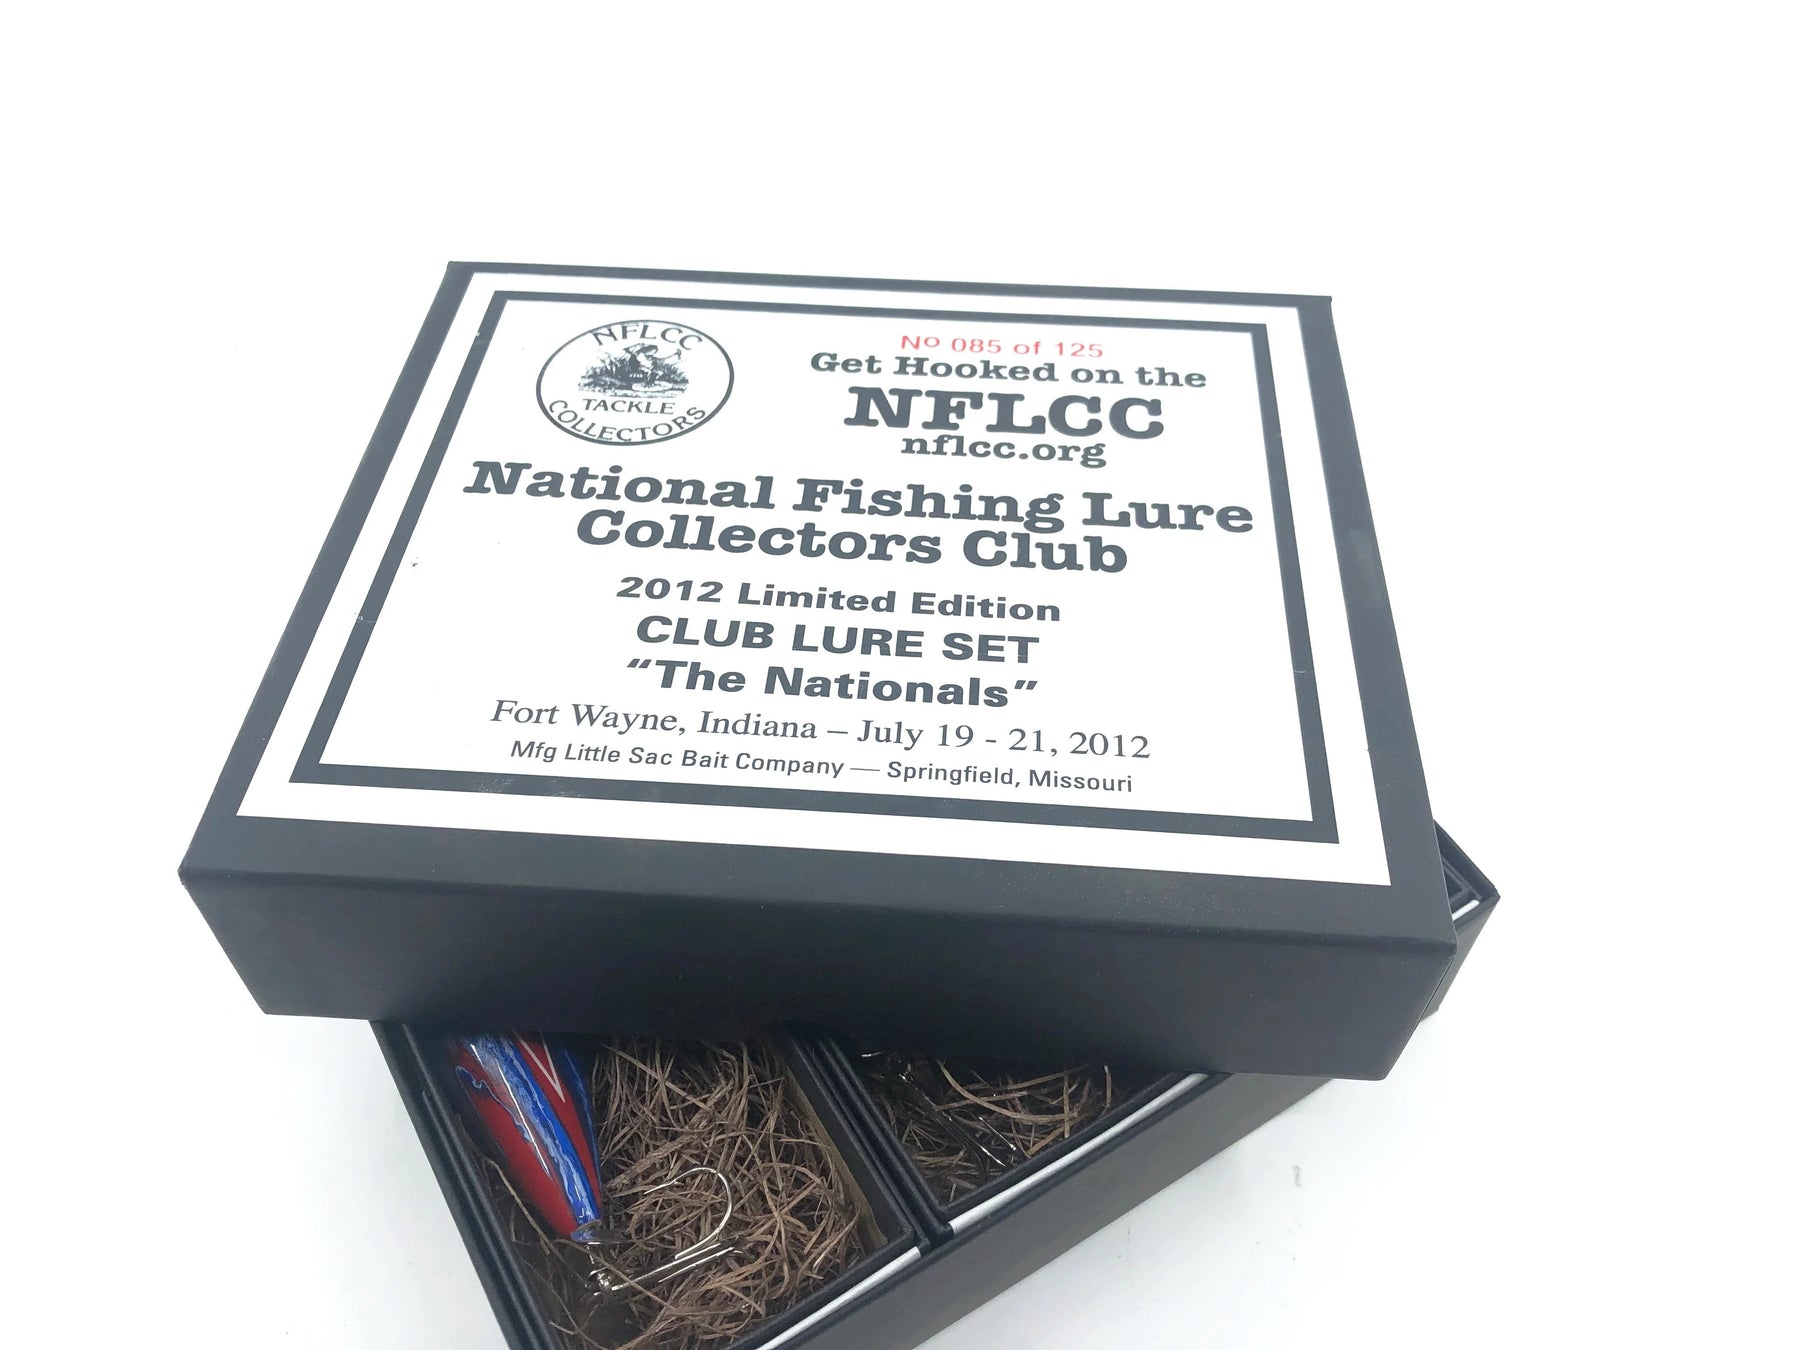 NFLCC
TACKLE
COLLECTORS
No 085 of 125
Get Hooked on the
NFLCC
nflcc.org
National Fishing Lure
Collectors Club
2012 Limited Edition
CLUB LURE SET
“The Nationals”
Fort Wayne, Indiana – July 19 - 21, 2012
Mfg Little Sac Bait Company — Springfield, Missouri